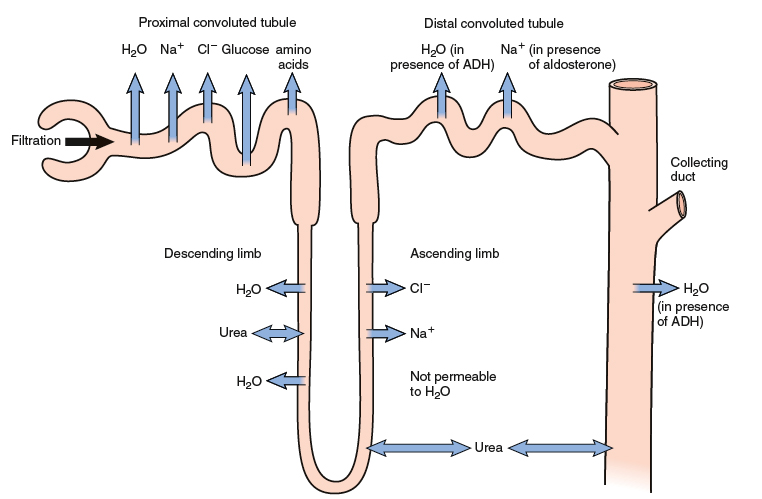 Proximal convoluted tubule
H₂O Na⁺ Cl⁻ Glucose amino
acids
Distal convoluted tubule
H₂O (in
presence of ADH)
Na⁺ (in presence
of aldosterone)
Filtration
Collecting
duct
Descending limb
H₂O
Urea
H₂O
Ascending limb
Cl⁻
Na⁺
Not permeable
to H₂O
H₂O
(in presence
of ADH)
Urea